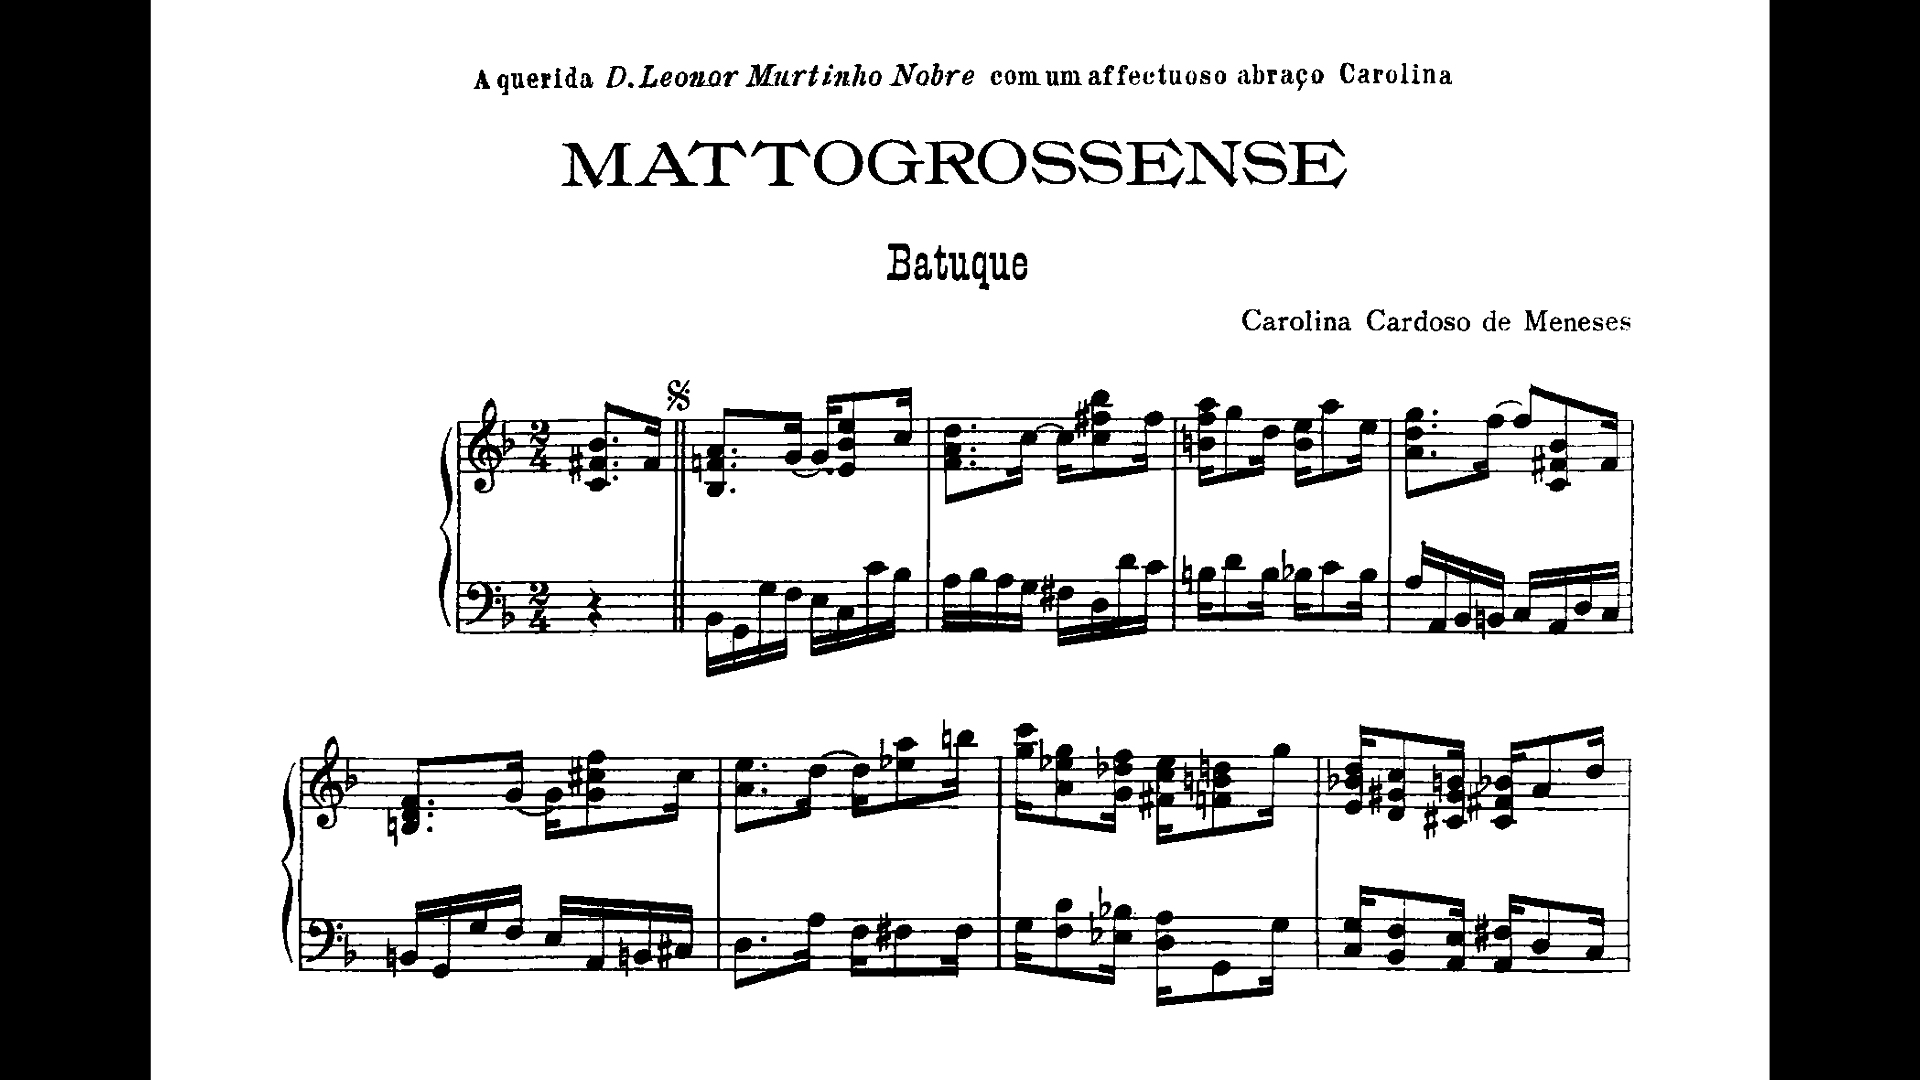 A querida D. Leonor Murtinho Nobre com um affectuoso abraço Carolina
MATTOGROSSENSE
Batuque
Carolina Cardoso de Meneses